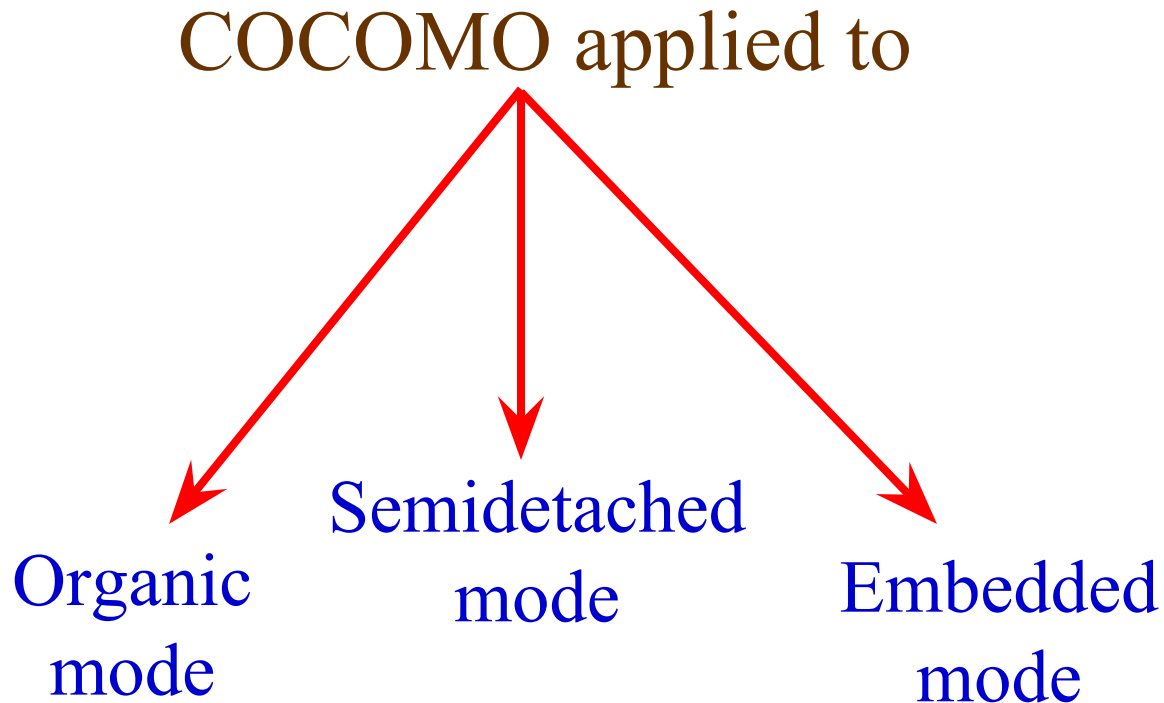 COCOMO applied to
Organic
mode
Semidetached
mode
Embedded
mode